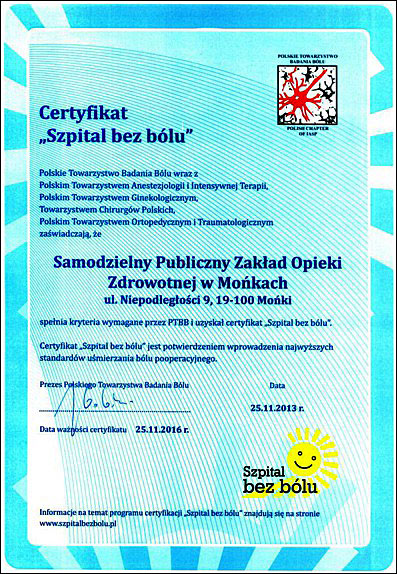 POLSKIE TOWARZYSTWO
BADANIA BÓLU
POLISH CHAPTER
OF IASP
Certyfikat
„Szpital bez bólu”
Polskie Towarzystwo Badania Bólu wraz z
Polskim Towarzystwem Anestezjologii i Intensywnej Terapii,
Polskim Towarzystwem Ginekologicznym,
Towarzystwem Chirurgów Polskich,
Polskim Towarzystwem Ortopedycznym i Traumatologicznym
zaświadczają, że
Samodzielny Publiczny Zakład Opieki
Zdrowotnej w Mońkach
ul. Niepodległości 9, 19-100 Mońki
spełnia kryteria wymagane przez PTBB i uzyskał certyfikat „Szpital bez bólu”.
Certyfikat „Szpital bez bólu” jest potwierdzeniem wprowadzenia najwyższych
standardów uśmierzania bólu pooperacyjnego.
Prezes Polskiego Towarzystwa Badania Bólu Data
25.11.2013 r.
Data ważności certyfikatu 25.11.2016 r.
Szpital
bez bólu
Informacje na temat programu certyfikacji „Szpital bez bólu” znajdują się na stronie
www.szpitalbezbolu.pl